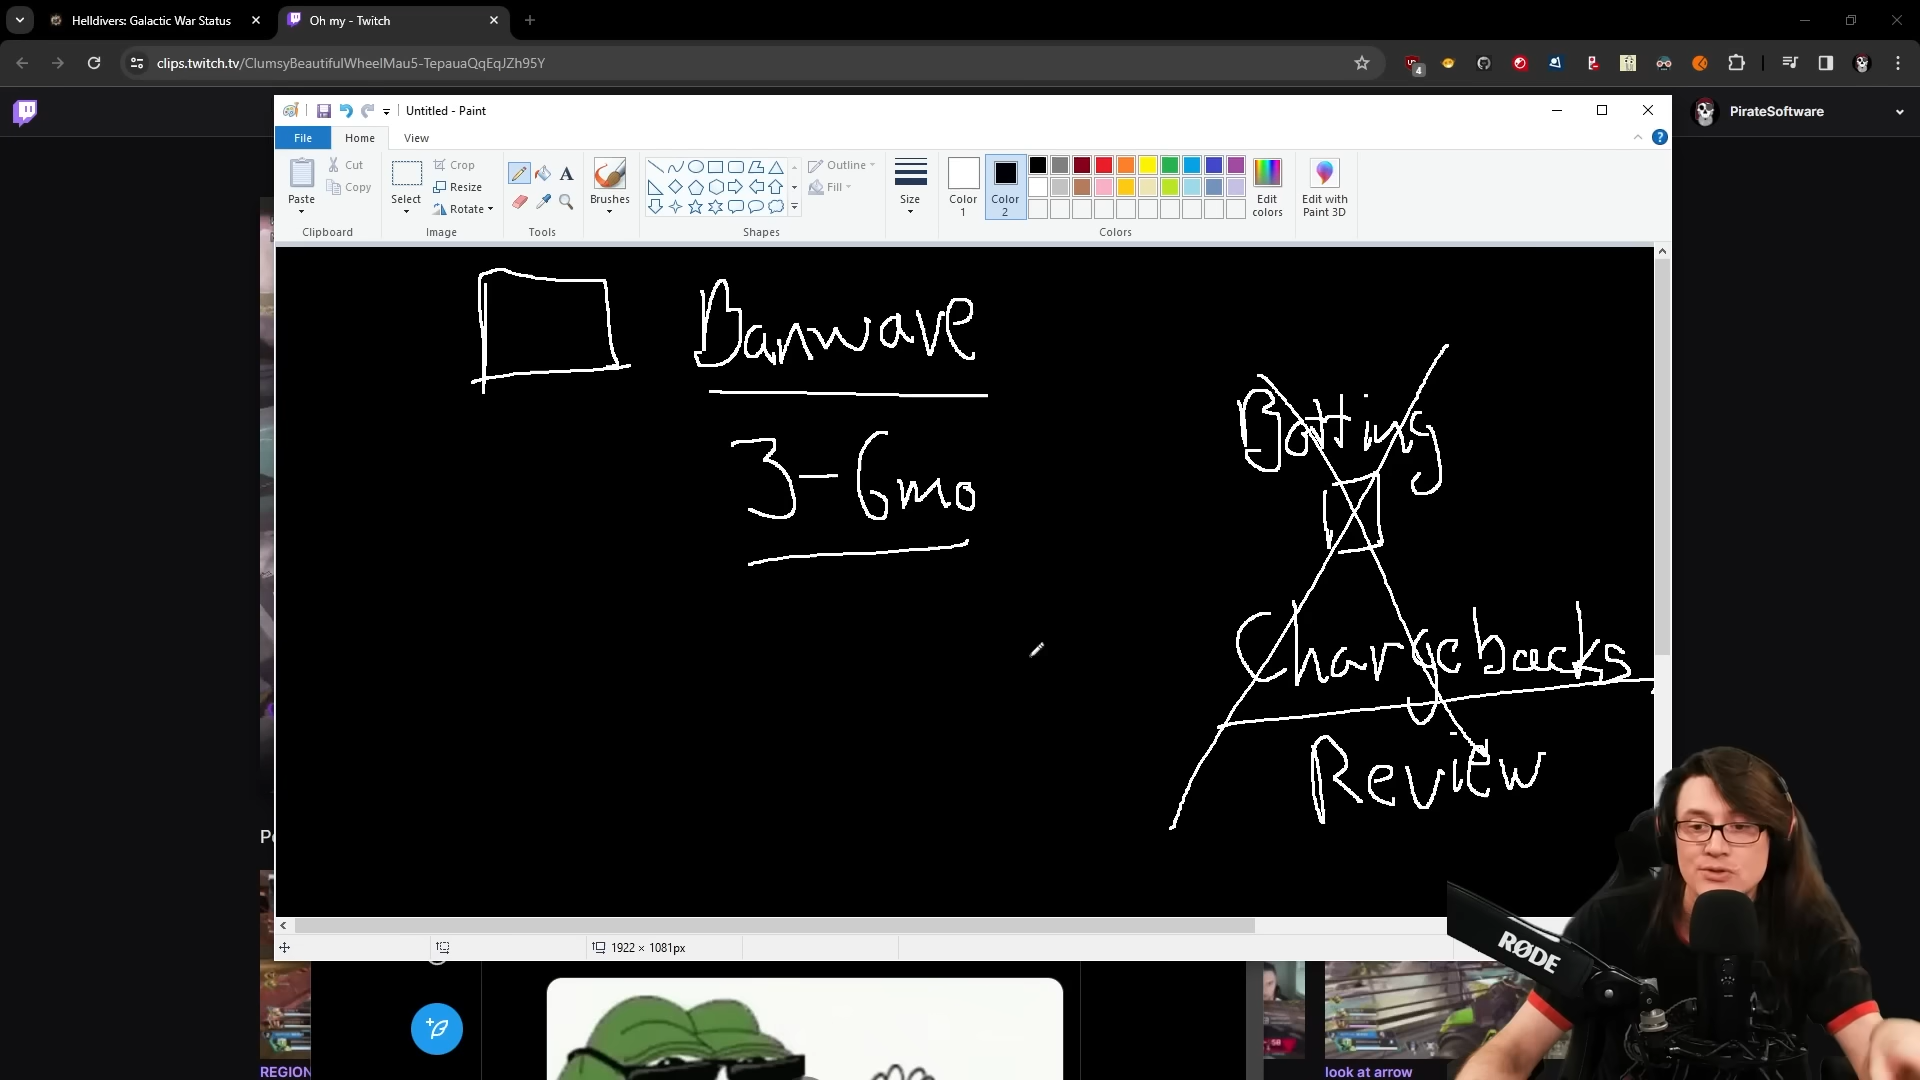 Helldivers: Galactic War Status
Oh my - Twitch
clips.twitch.tv/ClumsyBeautifulWheelMau5-TepauaQqEqJZh95Y
4
PirateSoftware
Untitled - Paint
File Home View
Paste
Cut
Copy
Clipboard
Select
Crop
Resize
Rotate
Image
A
Tools
Brushes
Outline
Fill
Shapes
Size
Color 1
Color 2
Edit colors
Edit with Paint 3D
Colors
Banwave
3-6mo
Botting
Chargebacks
Review
1922 × 1081px
RØDE
REGION
look at arrow